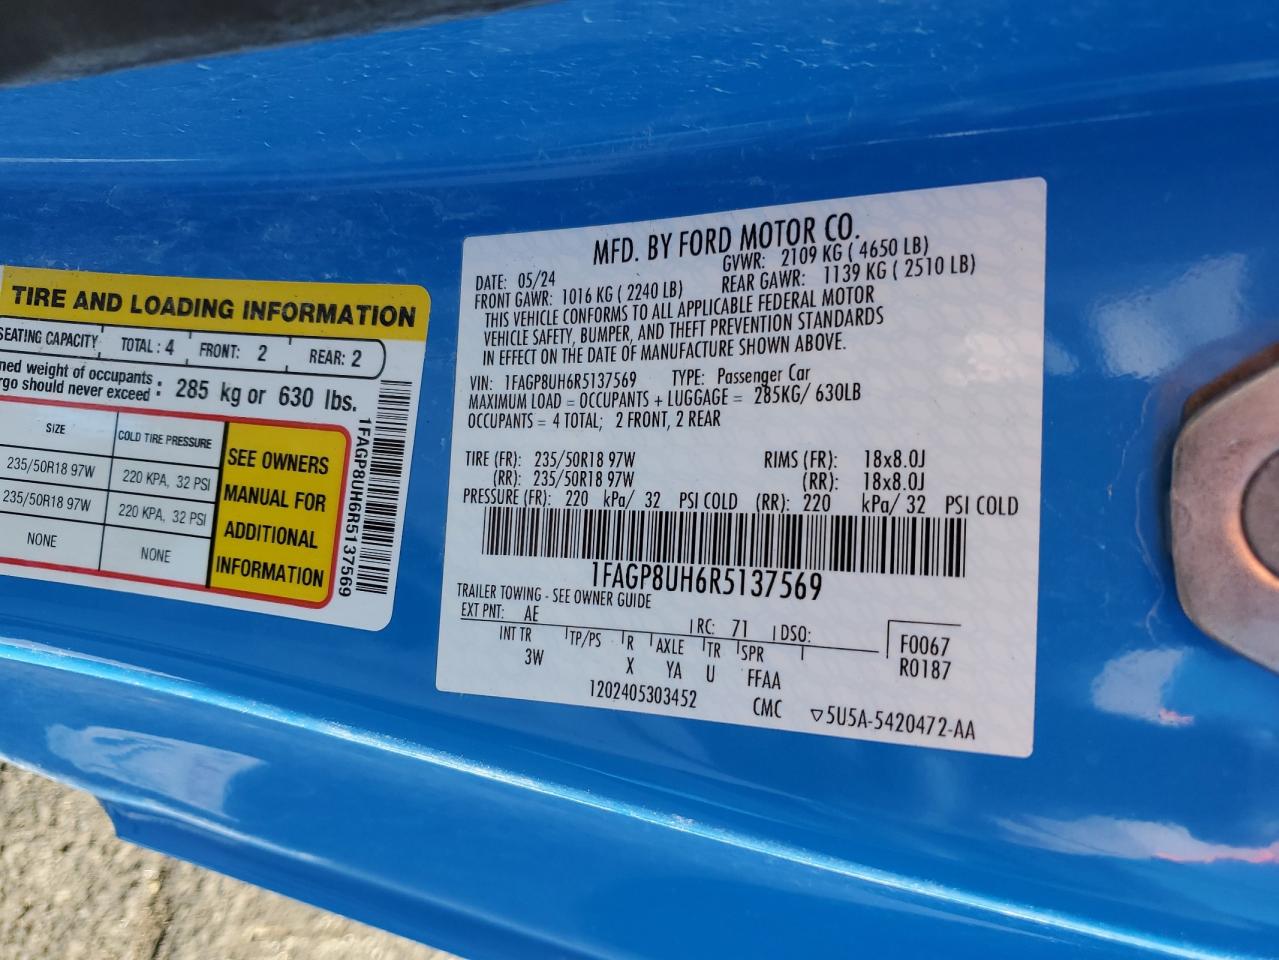 TIRE AND LOADING INFORMATION
SEATING CAPACITY TOTAL: 4 FRONT: 2 REAR: 2
ned weight of occupants
rgo should never exceed : 285 kg or 630 lbs.
SIZE COLD TIRE PRESSURE
235/50R18 97W 220 KPA, 32 PSI
235/50R18 97W 220 KPA, 32 PSI
NONE NONE
SEE OWNERS
MANUAL FOR
ADDITIONAL
INFORMATION
1FAGP8UH6R5137569
MFD. BY FORD MOTOR CO.
DATE: 05/24 GVWR: 2109 KG ( 4650 LB)
FRONT GAWR: 1016 KG ( 2240 LB) REAR GAWR: 1139 KG ( 2510 LB)
THIS VEHICLE CONFORMS TO ALL APPLICABLE FEDERAL MOTOR
VEHICLE SAFETY, BUMPER, AND THEFT PREVENTION STANDARDS
IN EFFECT ON THE DATE OF MANUFACTURE SHOWN ABOVE.
VIN: 1FAGP8UH6R5137569 TYPE: Passenger Car
MAXIMUM LOAD = OCCUPANTS + LUGGAGE = 285KG/ 630LB
OCCUPANTS = 4 TOTAL; 2 FRONT, 2 REAR
TIRE (FR): 235/50R18 97W RIMS (FR): 18x8.0J
(RR): 235/50R18 97W (RR): 18x8.0J
PRESSURE (FR): 220 kPa/ 32 PSI COLD (RR): 220 kPa/ 32 PSI COLD
1FAGP8UH6R5137569
TRAILER TOWING - SEE OWNER GUIDE
EXT PNT: AE RC: 71 DSO:
INT TR TP/PS R AXLE TR SPR F0067
3W X YA U FFAA R0187
1202405303452 CMC ▽5U5A-5420472-AA